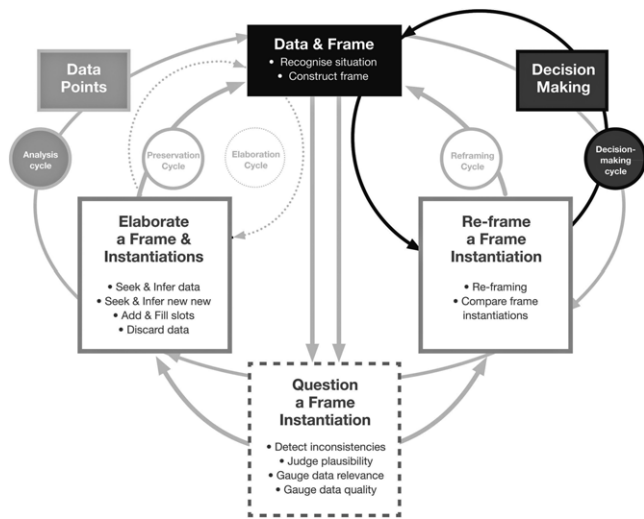 Data & Frame
• Recognise situation
• Construct frame
Data
Points
Decision
Making
Analysis
cycle
Preservation
Cycle
Elaboration
Cycle
Reframing
Cycle
Decision-
making
cycle
Elaborate
a Frame &
Instantiations
• Seek & Infer data
• Seek & Infer new new
• Add & Fill slots
• Discard data
Re-frame
a Frame
Instantiation
• Re-framing
• Compare frame
instantiations
Question
a Frame
Instantiation
• Detect inconsistencies
• Judge plausibility
• Gauge data relevance
• Gauge data quality